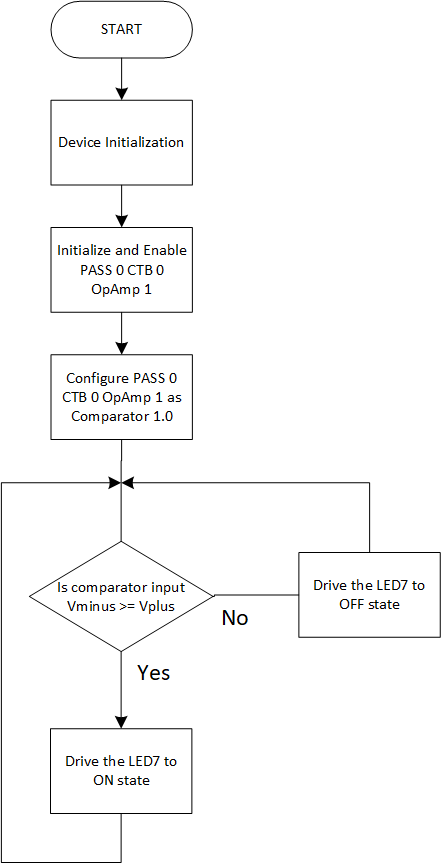 START
Device Initialization
Initialize and Enable
PASS 0 CTB 0
OpAmp 1
Configure PASS 0
CTB 0 OpAmp 1 as
Comparator 1.0
Is comparator input
Vminus >= Vplus
No
Drive the LED7 to
OFF state
Yes
Drive the LED7 to
ON state